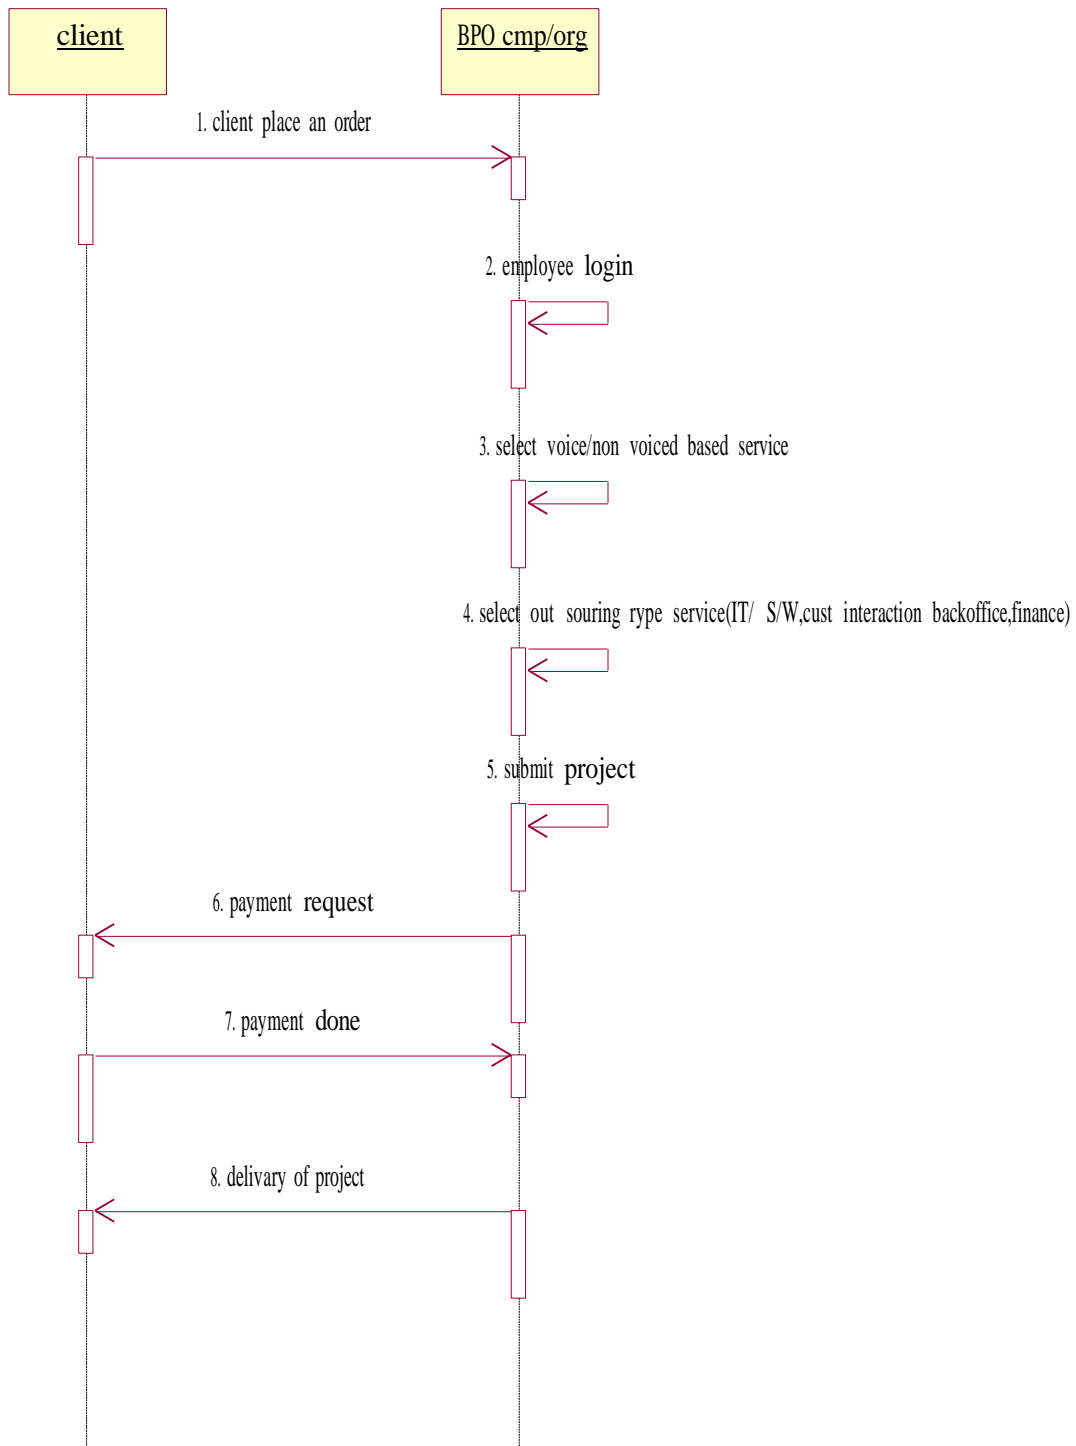 client
BPO cmp/org
1. client place an order
2. employee login
3. select voice/non voiced based service
4. select out souring rype service(IT/ S/W,cust interaction backoffice,finance)
5. submit project
6. payment request
7. payment done
8. delivary of project